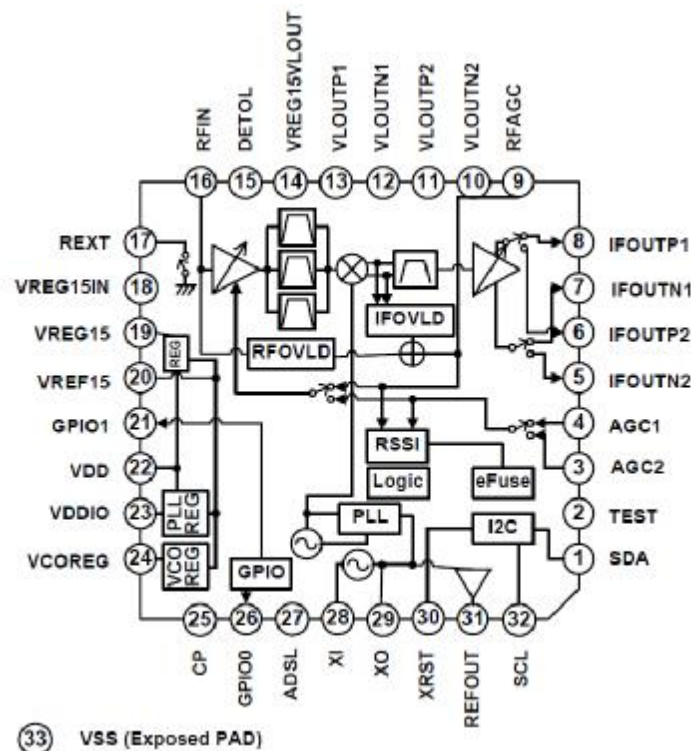 RFIN
DETOL
VREG15VLOUT
VLOUTP1
VLOUTN1
VLOUTP2
VLOUTN2
RFAGC
16
15
14
13
12
11
10
9
REXT
17
VREG15IN
18
VREG15
19
VREF15
20
GPIO1
21
VDD
22
VDDIO
23
VCOREG
24
REG
PLL
REG
VCO
REG
RFOVLD
IFOVLD
RSSI
Logic
eFuse
PLL
I2C
GPIO
8
IFOUTP1
7
IFOUTN1
6
IFOUTP2
5
IFOUTN2
4
AGC1
3
AGC2
2
TEST
1
SDA
25
26
27
28
29
30
31
32
CP
GPIO0
ADSL
XI
XO
XRST
REFOUT
SCL
33 VSS (Exposed PAD)